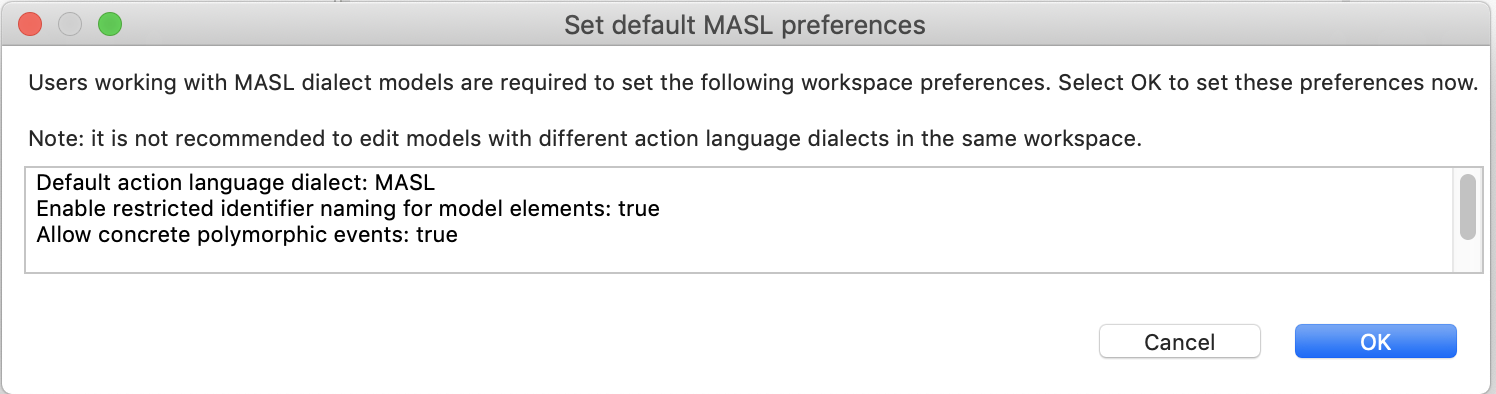 Set default MASL preferences
Users working with MASL dialect models are required to set the following workspace preferences. Select OK to set these preferences now.
Note: it is not recommended to edit models with different action language dialects in the same workspace.
Default action language dialect: MASL
Enable restricted identifier naming for model elements: true
Allow concrete polymorphic events: true
Cancel
OK